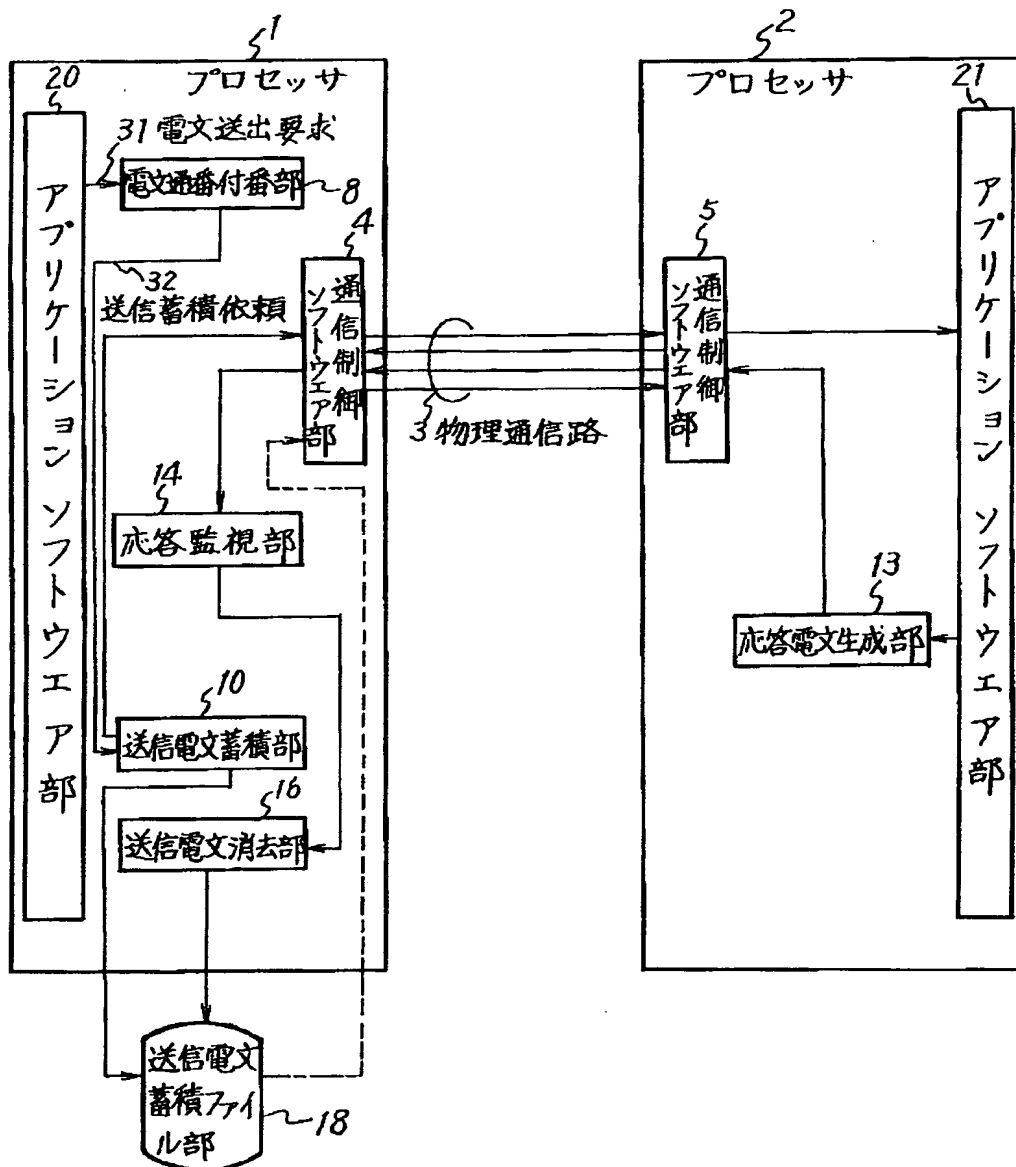 1
プロセッサ
20
アプリケーション ソフトウエア部
31 電文送出要求
電文通番付番部
8
32
送信蓄積依頼
4
通信制御
ソフトウエア部
14
応答監視部
10
送信電文蓄積部
16
送信電文消去部
送信電文
蓄積ファイ
ル部
18
3 物理通信路
2
プロセッサ
21
アプリケーション ソフトウエア部
5
通信制御
ソフトウエア部
13
応答電文生成部